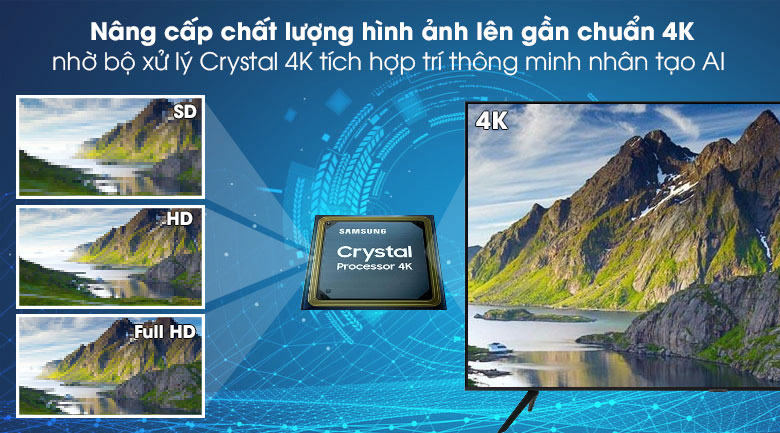 Nâng cấp chất lượng hình ảnh lên gần chuẩn 4K
nhờ bộ xử lý Crystal 4K tích hợp trí thông minh nhân tạo AI
SD
HD
Full HD
SAMSUNG
Crystal
Processor 4K
4K